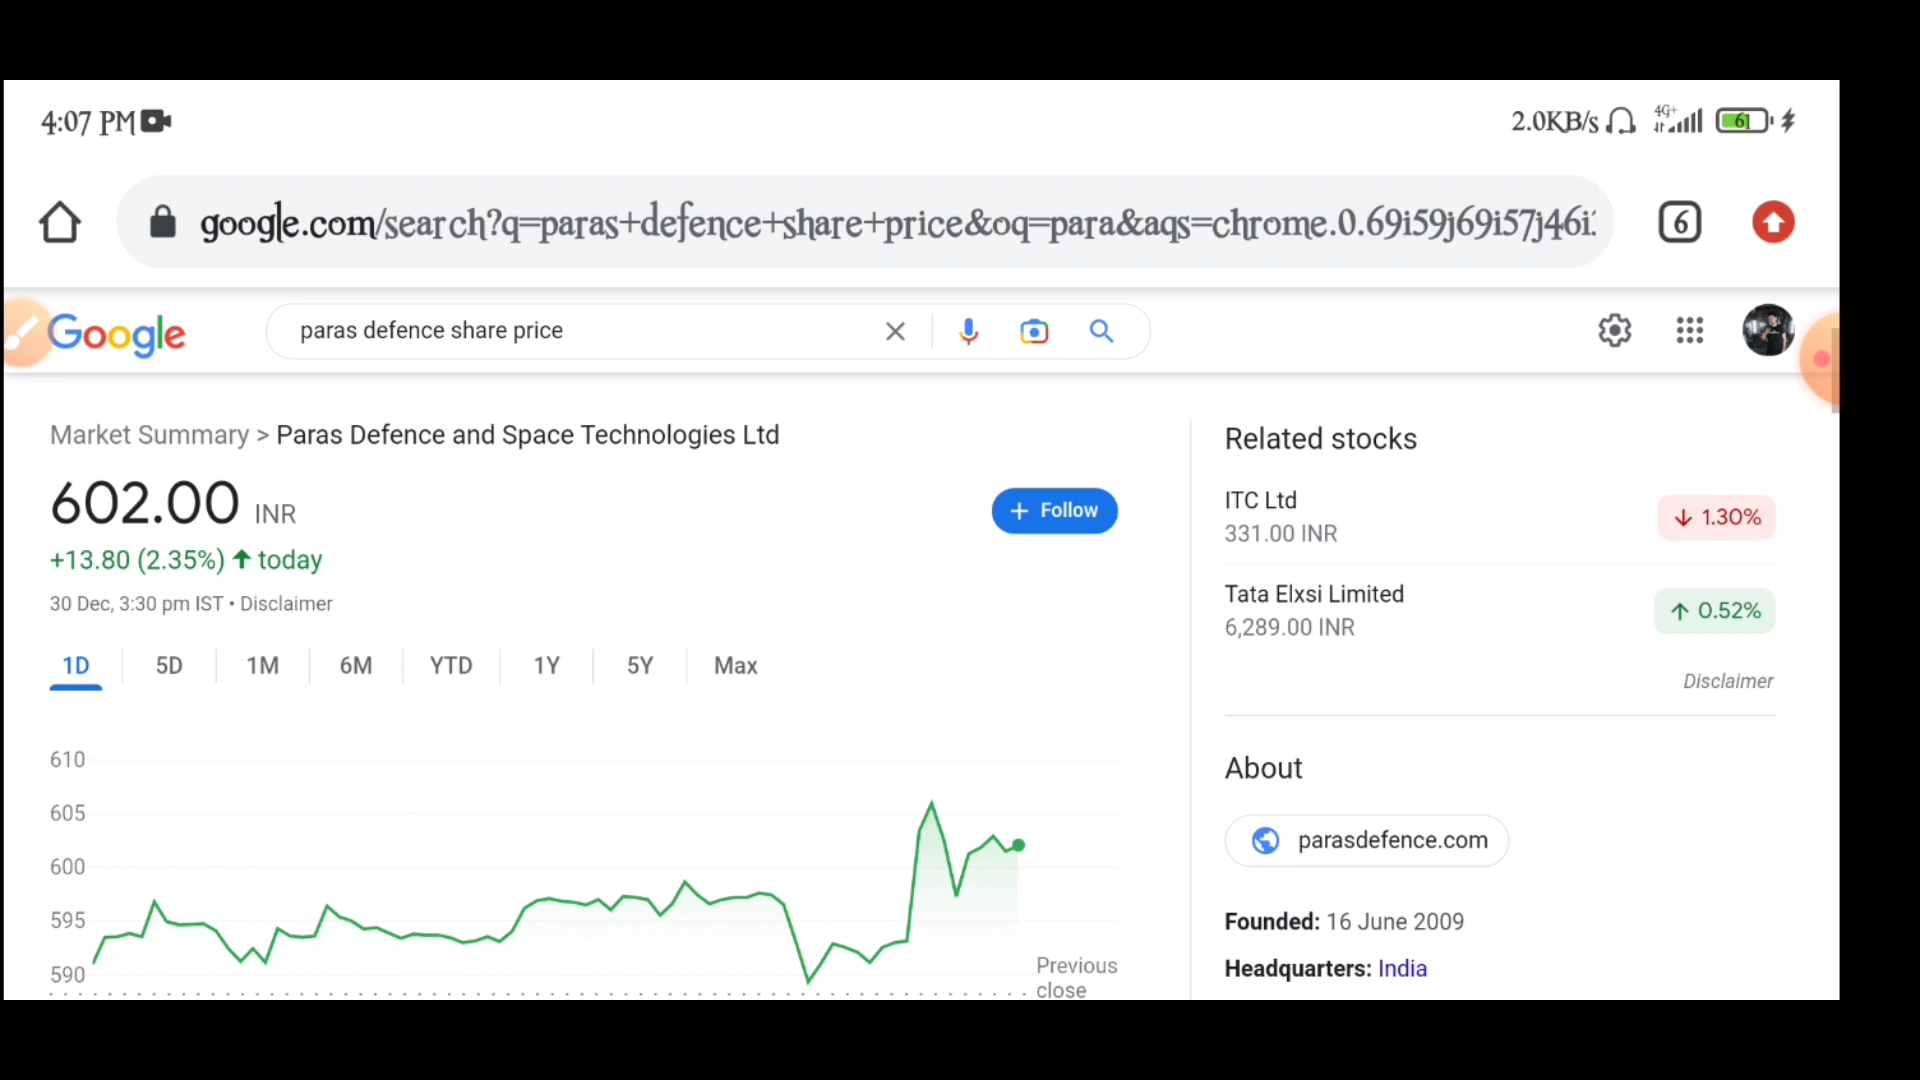 4:07 PM
2.0KB/s
4G+
61
google.com/search?q=paras+defence+share+price&oq=para&aqs=chrome.0.69i59j69i57j46i
6
Google
paras defence share price
Market Summary > Paras Defence and Space Technologies Ltd
602.00 INR
+ Follow
+13.80 (2.35%) ↑ today
30 Dec, 3:30 pm IST • Disclaimer
1D
5D
1M
6M
YTD
1Y
5Y
Max
610
605
600
595
590
Previous
close
Related stocks
ITC Ltd
331.00 INR
↓ 1.30%
Tata Elxsi Limited
6,289.00 INR
↑ 0.52%
Disclaimer
About
parasdefence.com
Founded: 16 June 2009
Headquarters: India